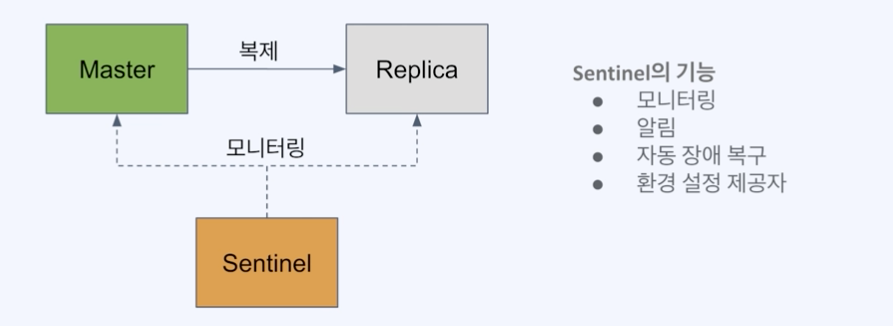 Master
복제
Replica
모니터링
Sentinel
Sentinel의 기능
● 모니터링
● 알림
● 자동 장애 복구
● 환경 설정 제공자